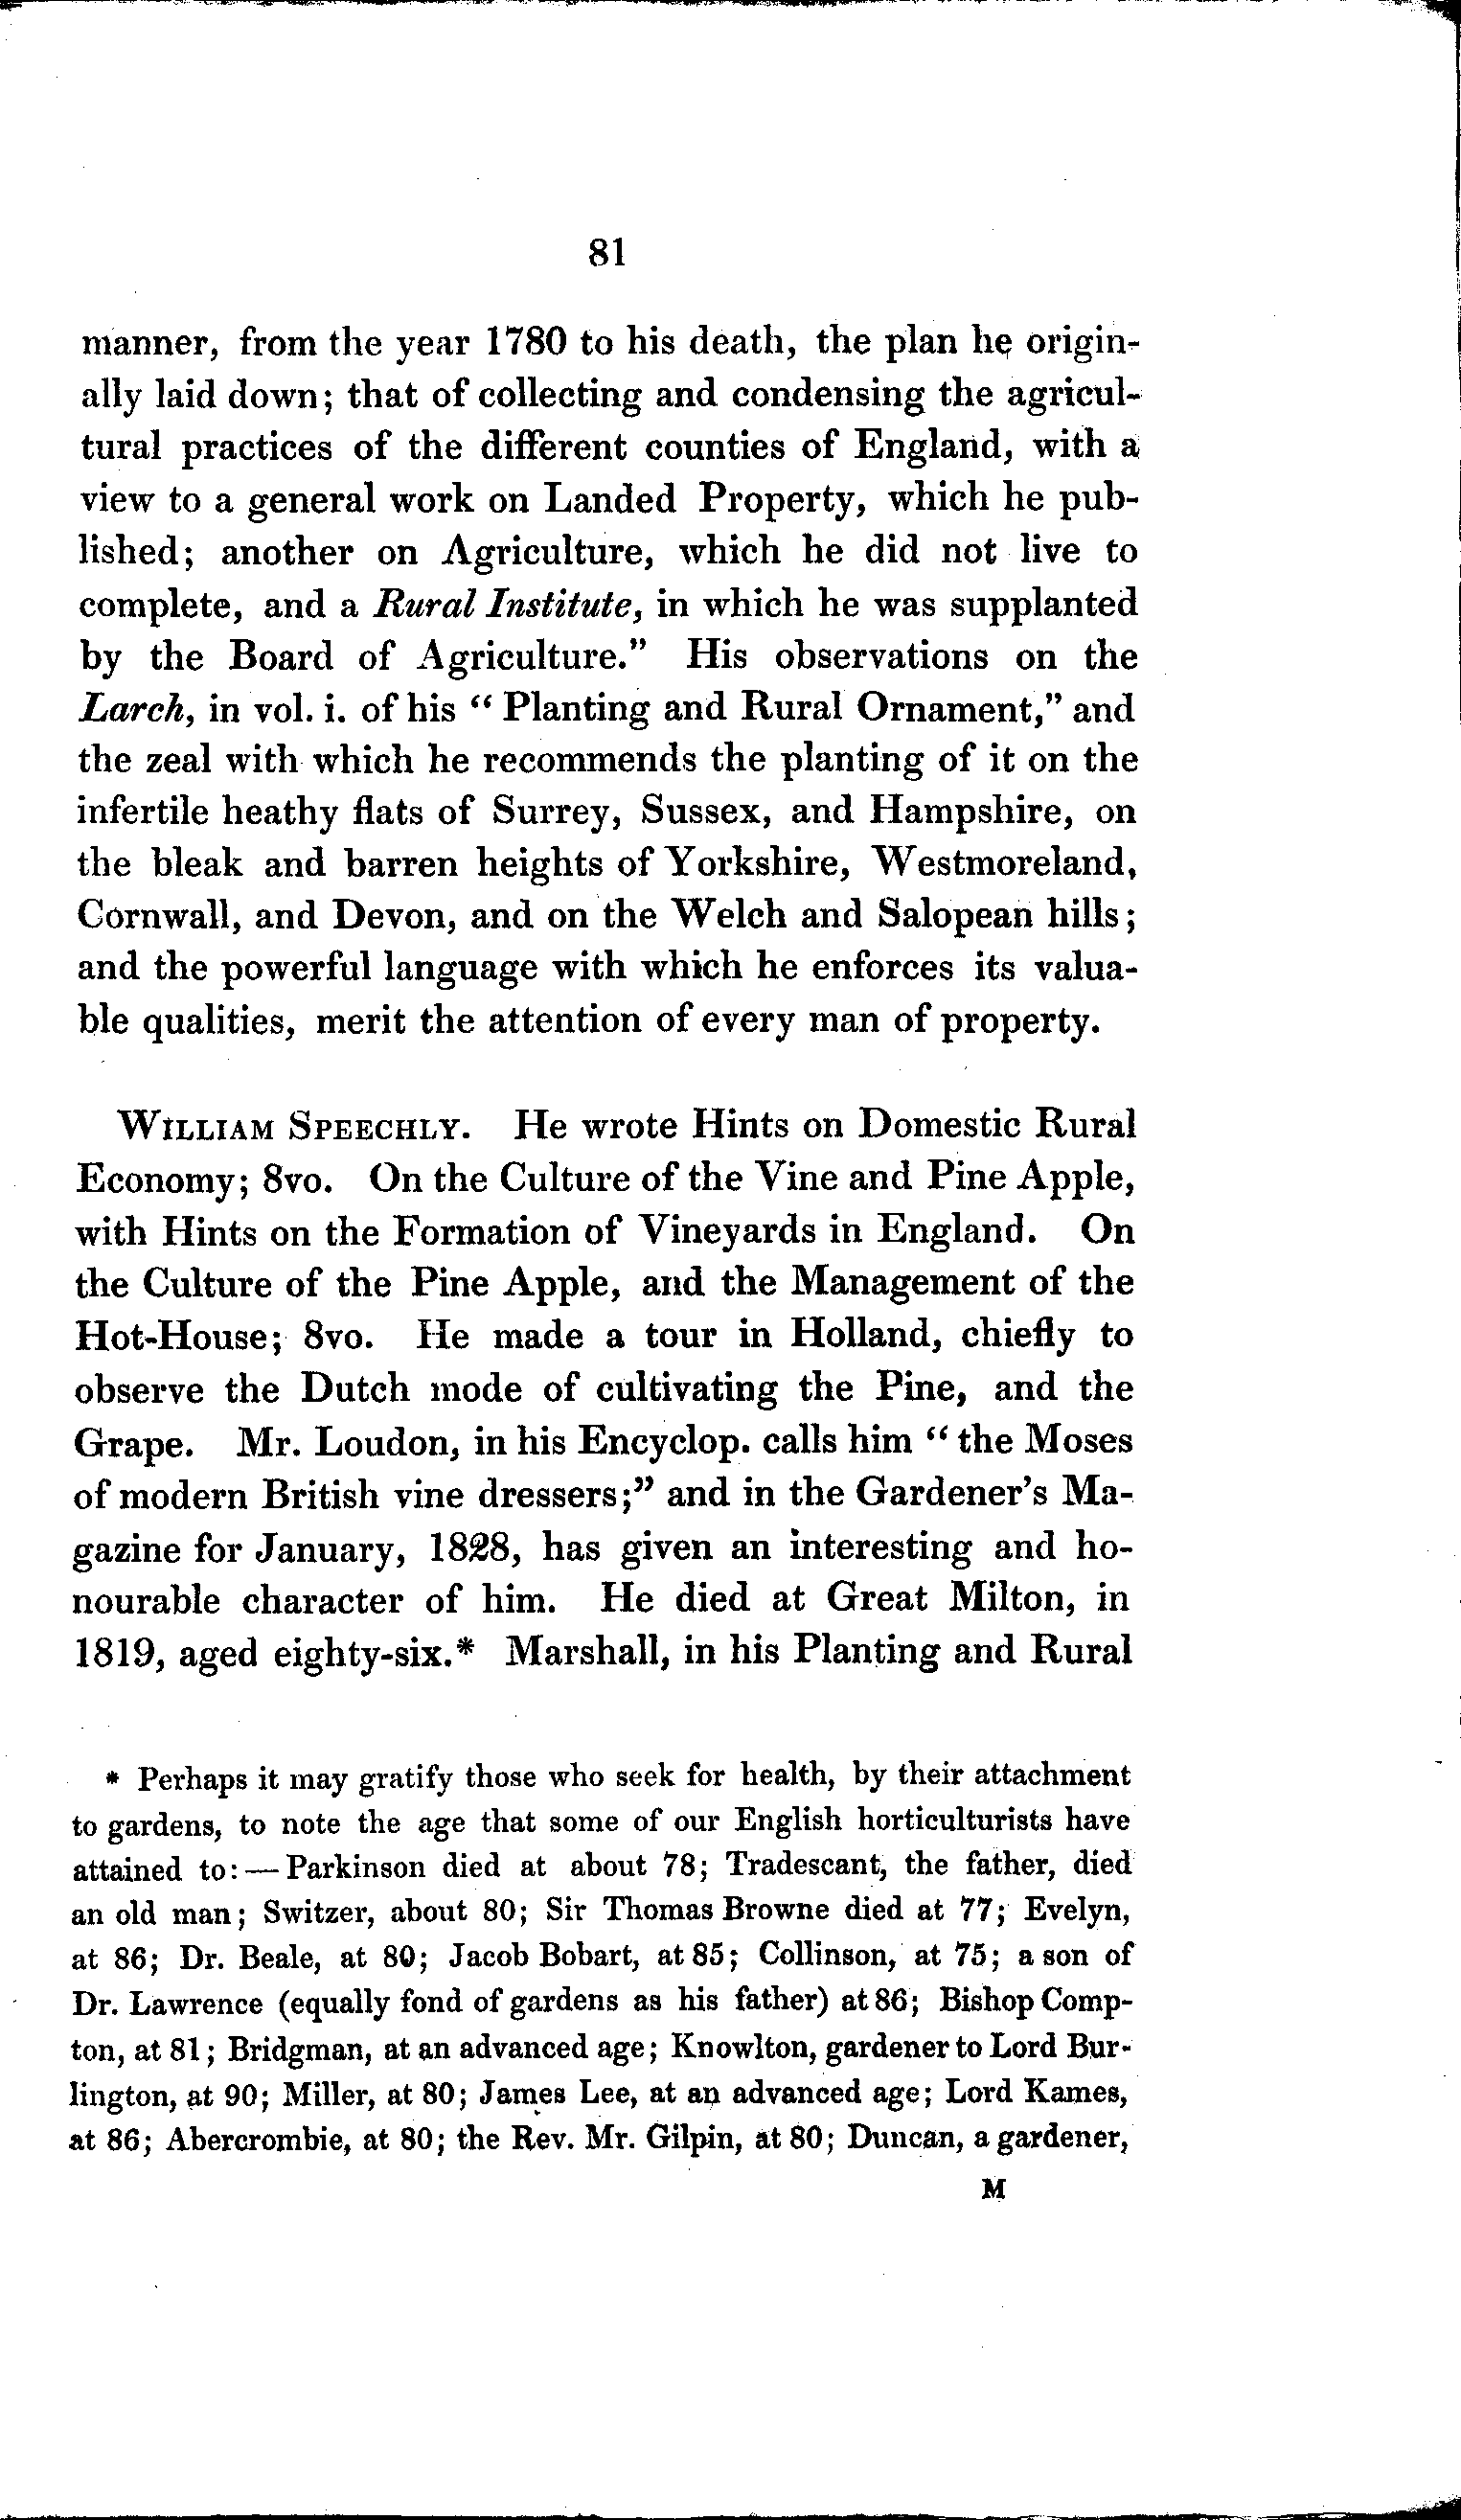 81
manner, from the year 1780 to his death, the plan he origin-
ally laid down; that of collecting and condensing the agricul-
tural practices of the different counties of England, with a
view to a general work on Landed Property, which he pub-
lished; another on Agriculture, which he did not live to
complete, and a Rural Institute, in which he was supplanted
by the Board of Agriculture.” His observations on the
Larch, in vol. i. of his “ Planting and Rural Ornament,” and
the zeal with which he recommends the planting of it on the
infertile heathy flats of Surrey, Sussex, and Hampshire, on
the bleak and barren heights of Yorkshire, Westmoreland,
Cornwall, and Devon, and on the Welch and Salopean hills;
and the powerful language with which he enforces its valua-
ble qualities, merit the attention of every man of property.
WILLIAM SPEECHLY. He wrote Hints on Domestic Rural
Economy; 8vo. On the Culture of the Vine and Pine Apple,
with Hints on the Formation of Vineyards in England. On
the Culture of the Pine Apple, and the Management of the
Hot-House; 8vo. He made a tour in Holland, chiefly to
observe the Dutch mode of cultivating the Pine, and the
Grape. Mr. Loudon, in his Encyclop. calls him “ the Moses
of modern British vine dressers;” and in the Gardener's Ma-
gazine for January, 1828, has given an interesting and ho-
nourable character of him. He died at Great Milton, in
1819, aged eighty-six.* Marshall, in his Planting and Rural
* Perhaps it may gratify those who seek for health, by their attachment
to gardens, to note the age that some of our English horticulturists have
attained to:—Parkinson died at about 78; Tradescant, the father, died
an old man; Switzer, about 80; Sir Thomas Browne died at 77; Evelyn,
at 86; Dr. Beale, at 80; Jacob Bobart, at 85; Collinson, at 75; a son of
Dr. Lawrence (equally fond of gardens as his father) at 86; Bishop Comp-
ton, at 81; Bridgman, at an advanced age; Knowlton, gardener to Lord Bur-
lington, at 90; Miller, at 80; James Lee, at an advanced age; Lord Kames,
at 86; Abercrombie, at 80; the Rev. Mr. Gilpin, at 80; Duncan, a gardener,
M